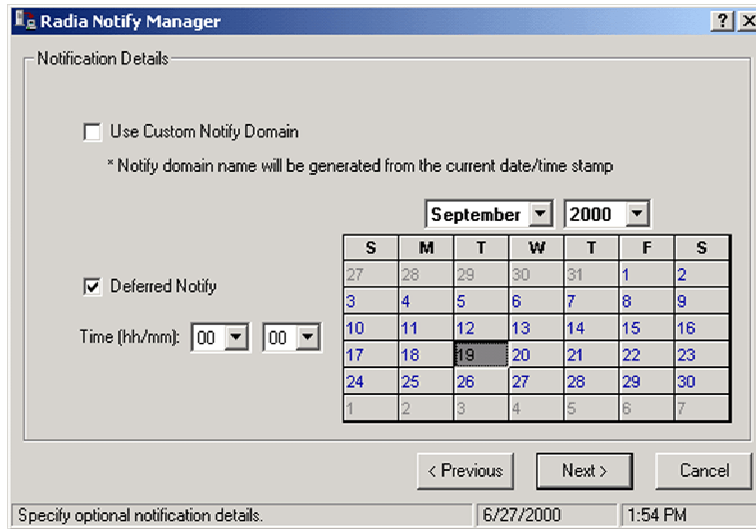 Radia Notify Manager
Notification Details
Use Custom Notify Domain
* Notify domain name will be generated from the current date/time stamp
September 2000
S M T W T F S
27 28 29 30 31 1 2
3 4 5 6 7 8 9
Deferred Notify
10 11 12 13 14 15 16
Time (hh/mm): 00 00
17 18 19 20 21 22 23
24 25 26 27 28 29 30
1 2 3 4 5 6 7
< Previous Next > Cancel
Specify optional notification details. 6/27/2000 1:54 PM